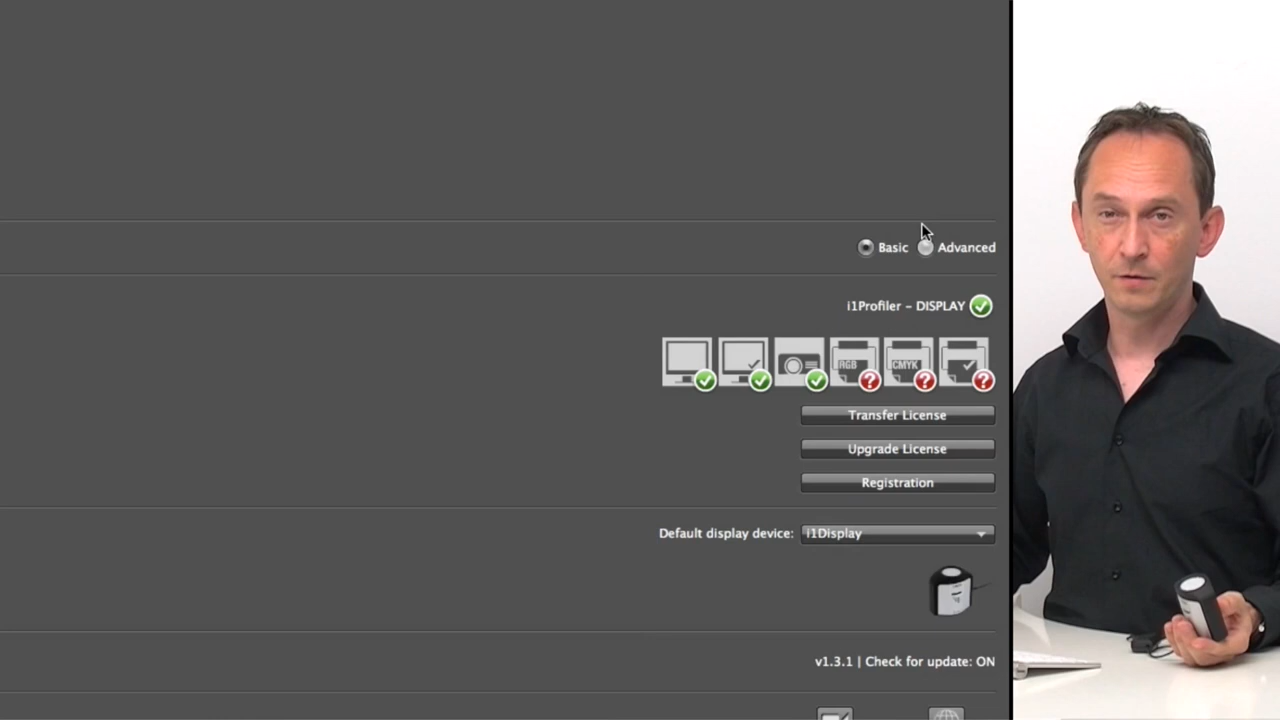 Basic Advanced
i1Profiler – DISPLAY
RGB CMYK
Transfer License
Upgrade License
Registration
Default display device: i1Display
v1.3.1 | Check for update: ON